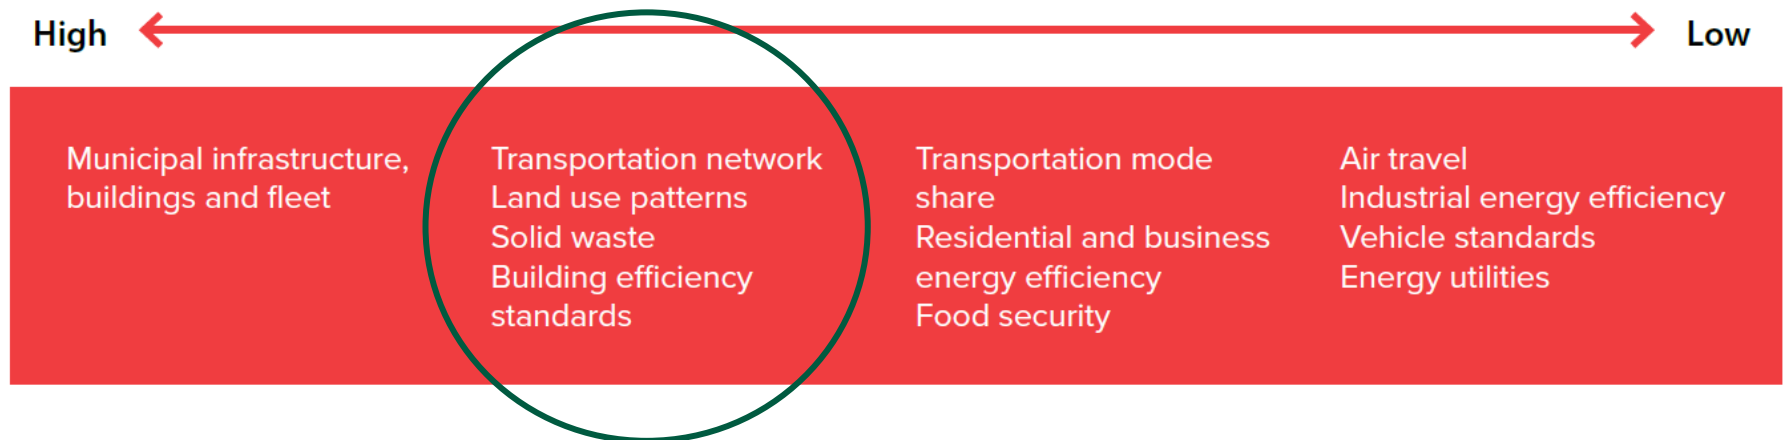 High
Low
Municipal infrastructure,
buildings and fleet
Transportation network
Land use patterns
Solid waste
Building efficiency
standards
Transportation mode
share
Residential and business
energy efficiency
Food security
Air travel
Industrial energy efficiency
Vehicle standards
Energy utilities